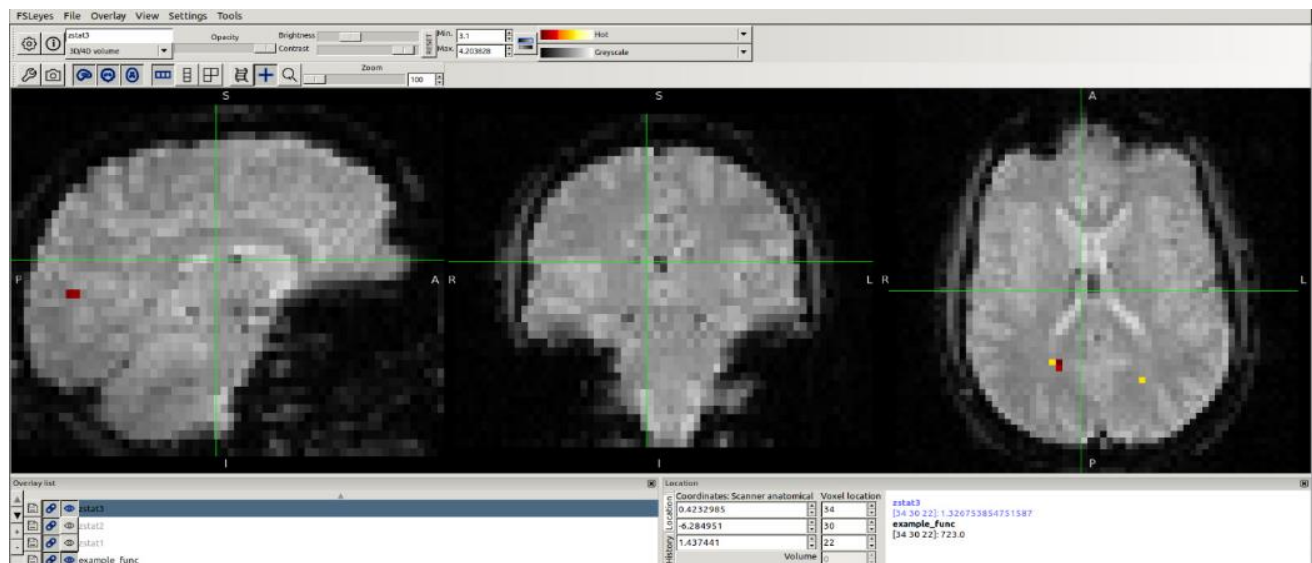 FSLeyes File Overlay View Settings Tools
zstat3
3D/4D volume
Opacity
Brightness
Contrast
RESET
Min. 3.1
Max. 4.203828
Hot
Greyscale
Zoom
100
S
P
A
I
S
R
L
I
A
R
L
P
Overlay list
zstat3
zstat2
zstat1
example_func
Location
Location
History
Coordinates: Scanner anatomical Voxel location
0.4232985 34
-6.284951 30
1.437441 22
Volume 0
zstat3
[34 30 22]: 1.326753854751587
example_func
[34 30 22]: 723.0